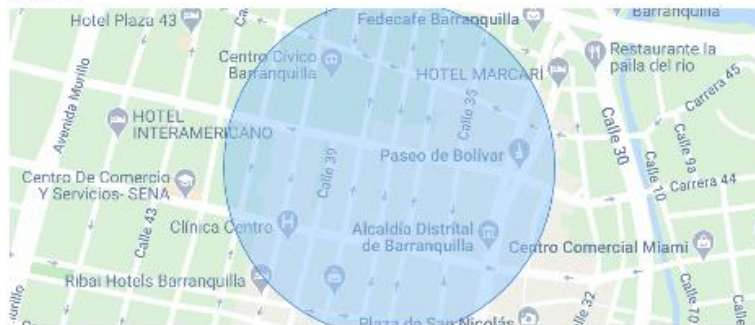 Hotel Plaza 43
Fedecafe Barranquilla
Barranquilla
Centro Cívico
Barranquilla
HOTEL MARCARÍ
Restaurante la
paila del rio
Carrera 45
Avenida Murillo
HOTEL
INTERAMERICANO
Calle 35
Calle 30
Calle 39
Paseo de Bolívar
Calle 10
Calle 9a
Carrera 44
Centro De Comercio
Y Servicios- SENA
Calle 43
Clínica Centro
Alcaldía Distrital
de Barranquilla
Centro Comercial Miami
Ribai Hotels Barranquilla
Murillo
Calle 32
Calle 70
Plaza de San Nicolás